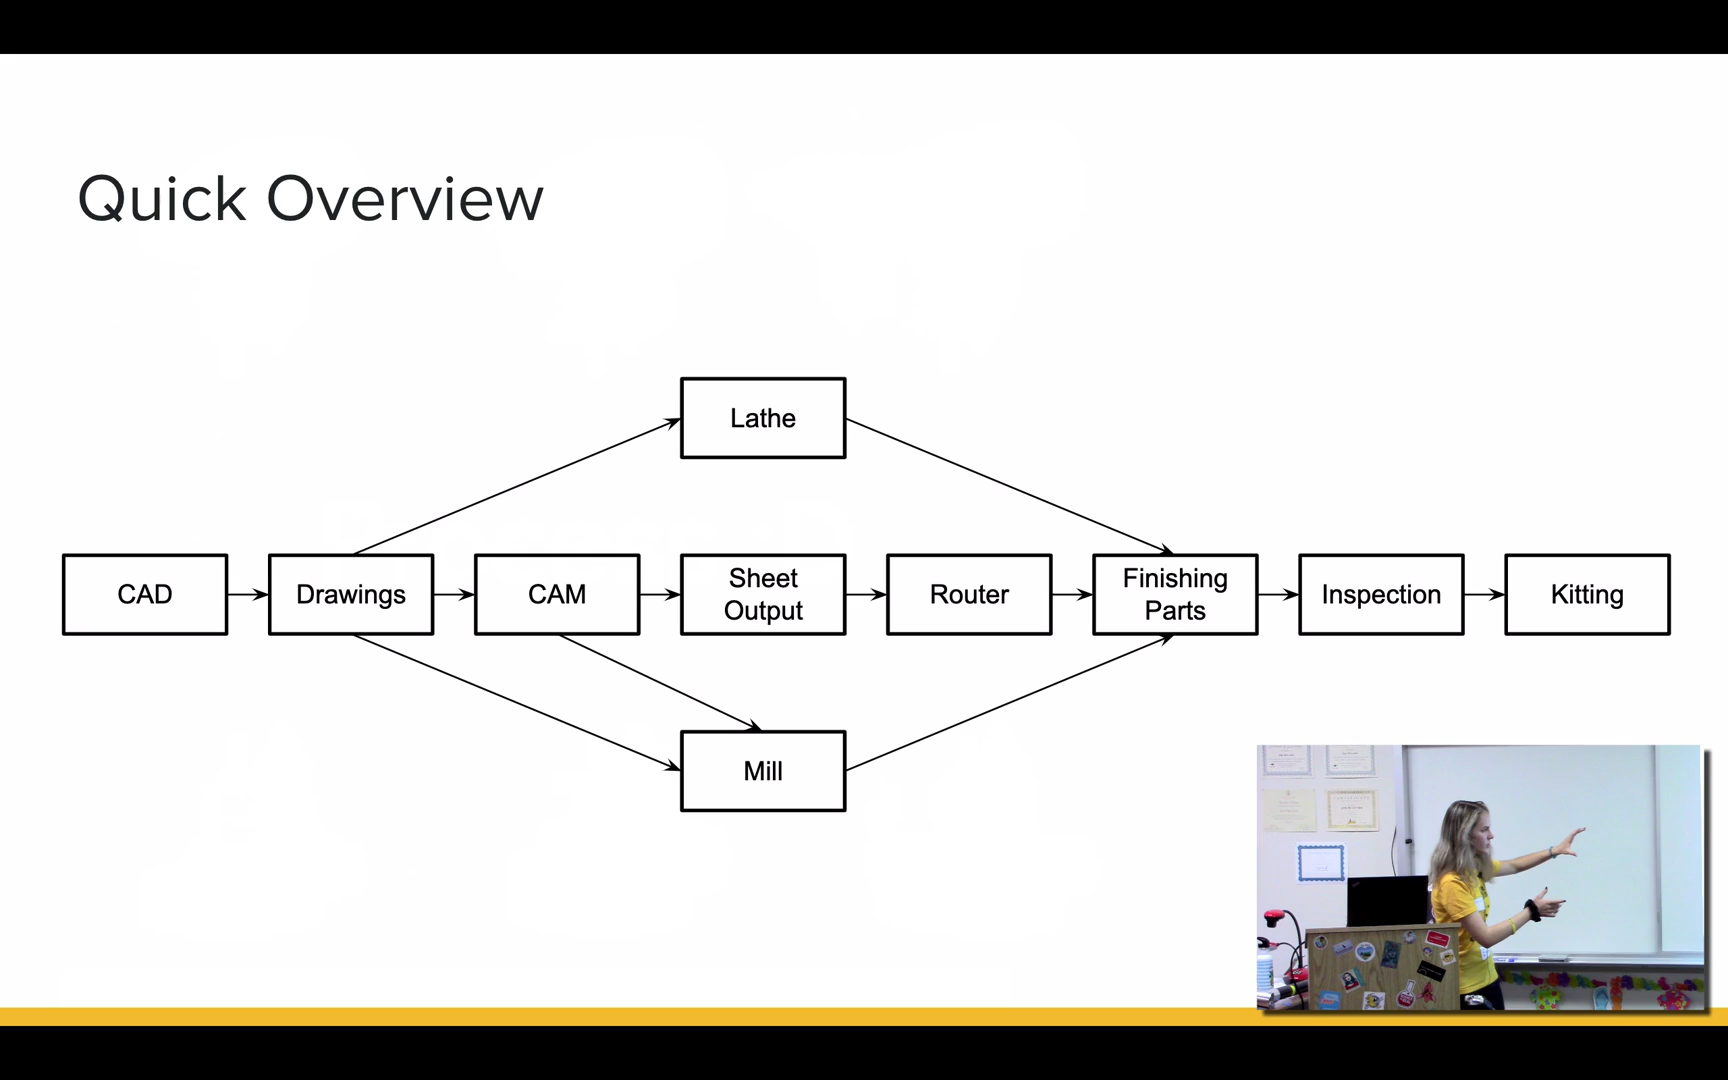 Quick Overview
Lathe
CAD
Drawings
CAM
Sheet
Output
Router
Finishing
Parts
Inspection
Kitting
Mill